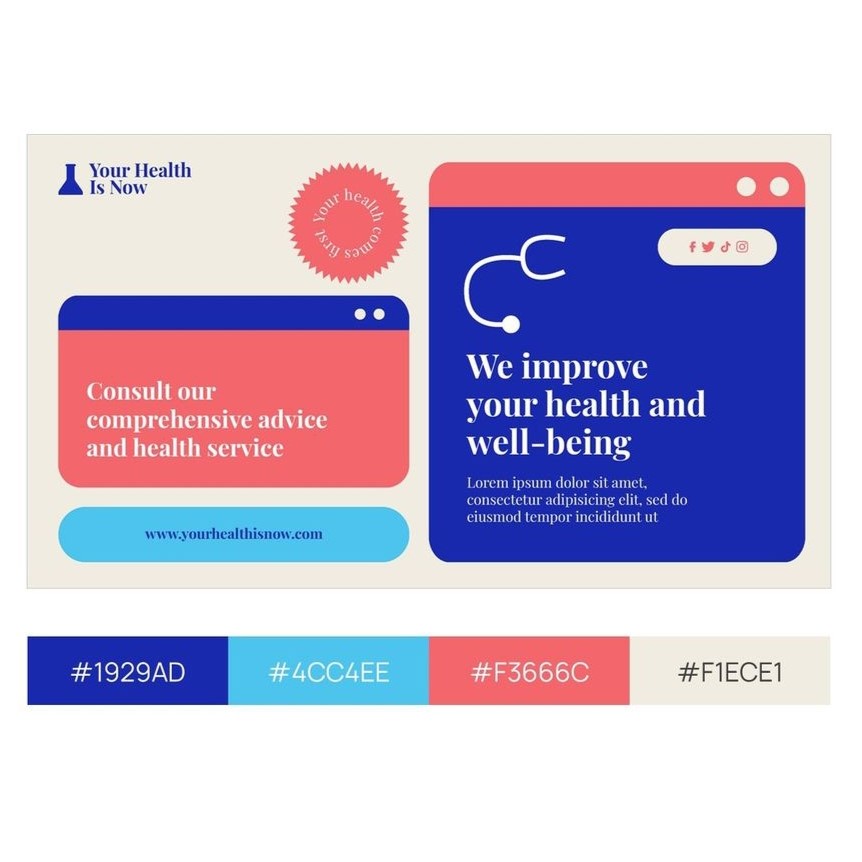 Your Health
Is Now
Your health comes first
Consult our
comprehensive advice
and health service
www.yourhealthisnow.com
We improve
your health and
well-being
Lorem ipsum dolor sit amet,
consectetur adipisicing elit, sed do
eiusmod tempor incididunt ut
#1929AD
#4CC4EE
#F3666C
#F1ECE1